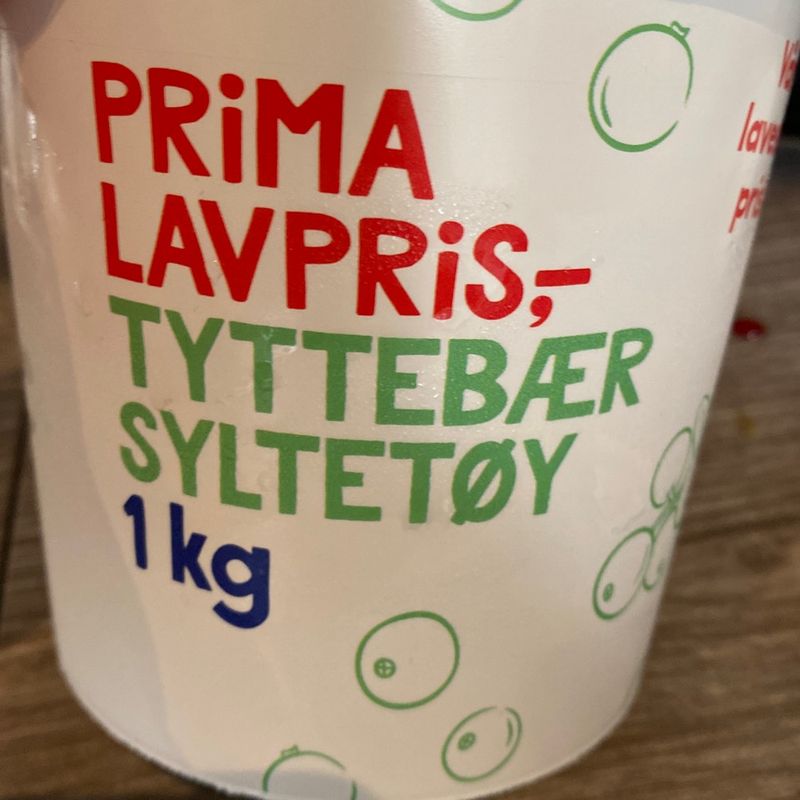 PRiMA
LAVPRiS,-
TYTTEBÆR
SYLTETØY
1 kg